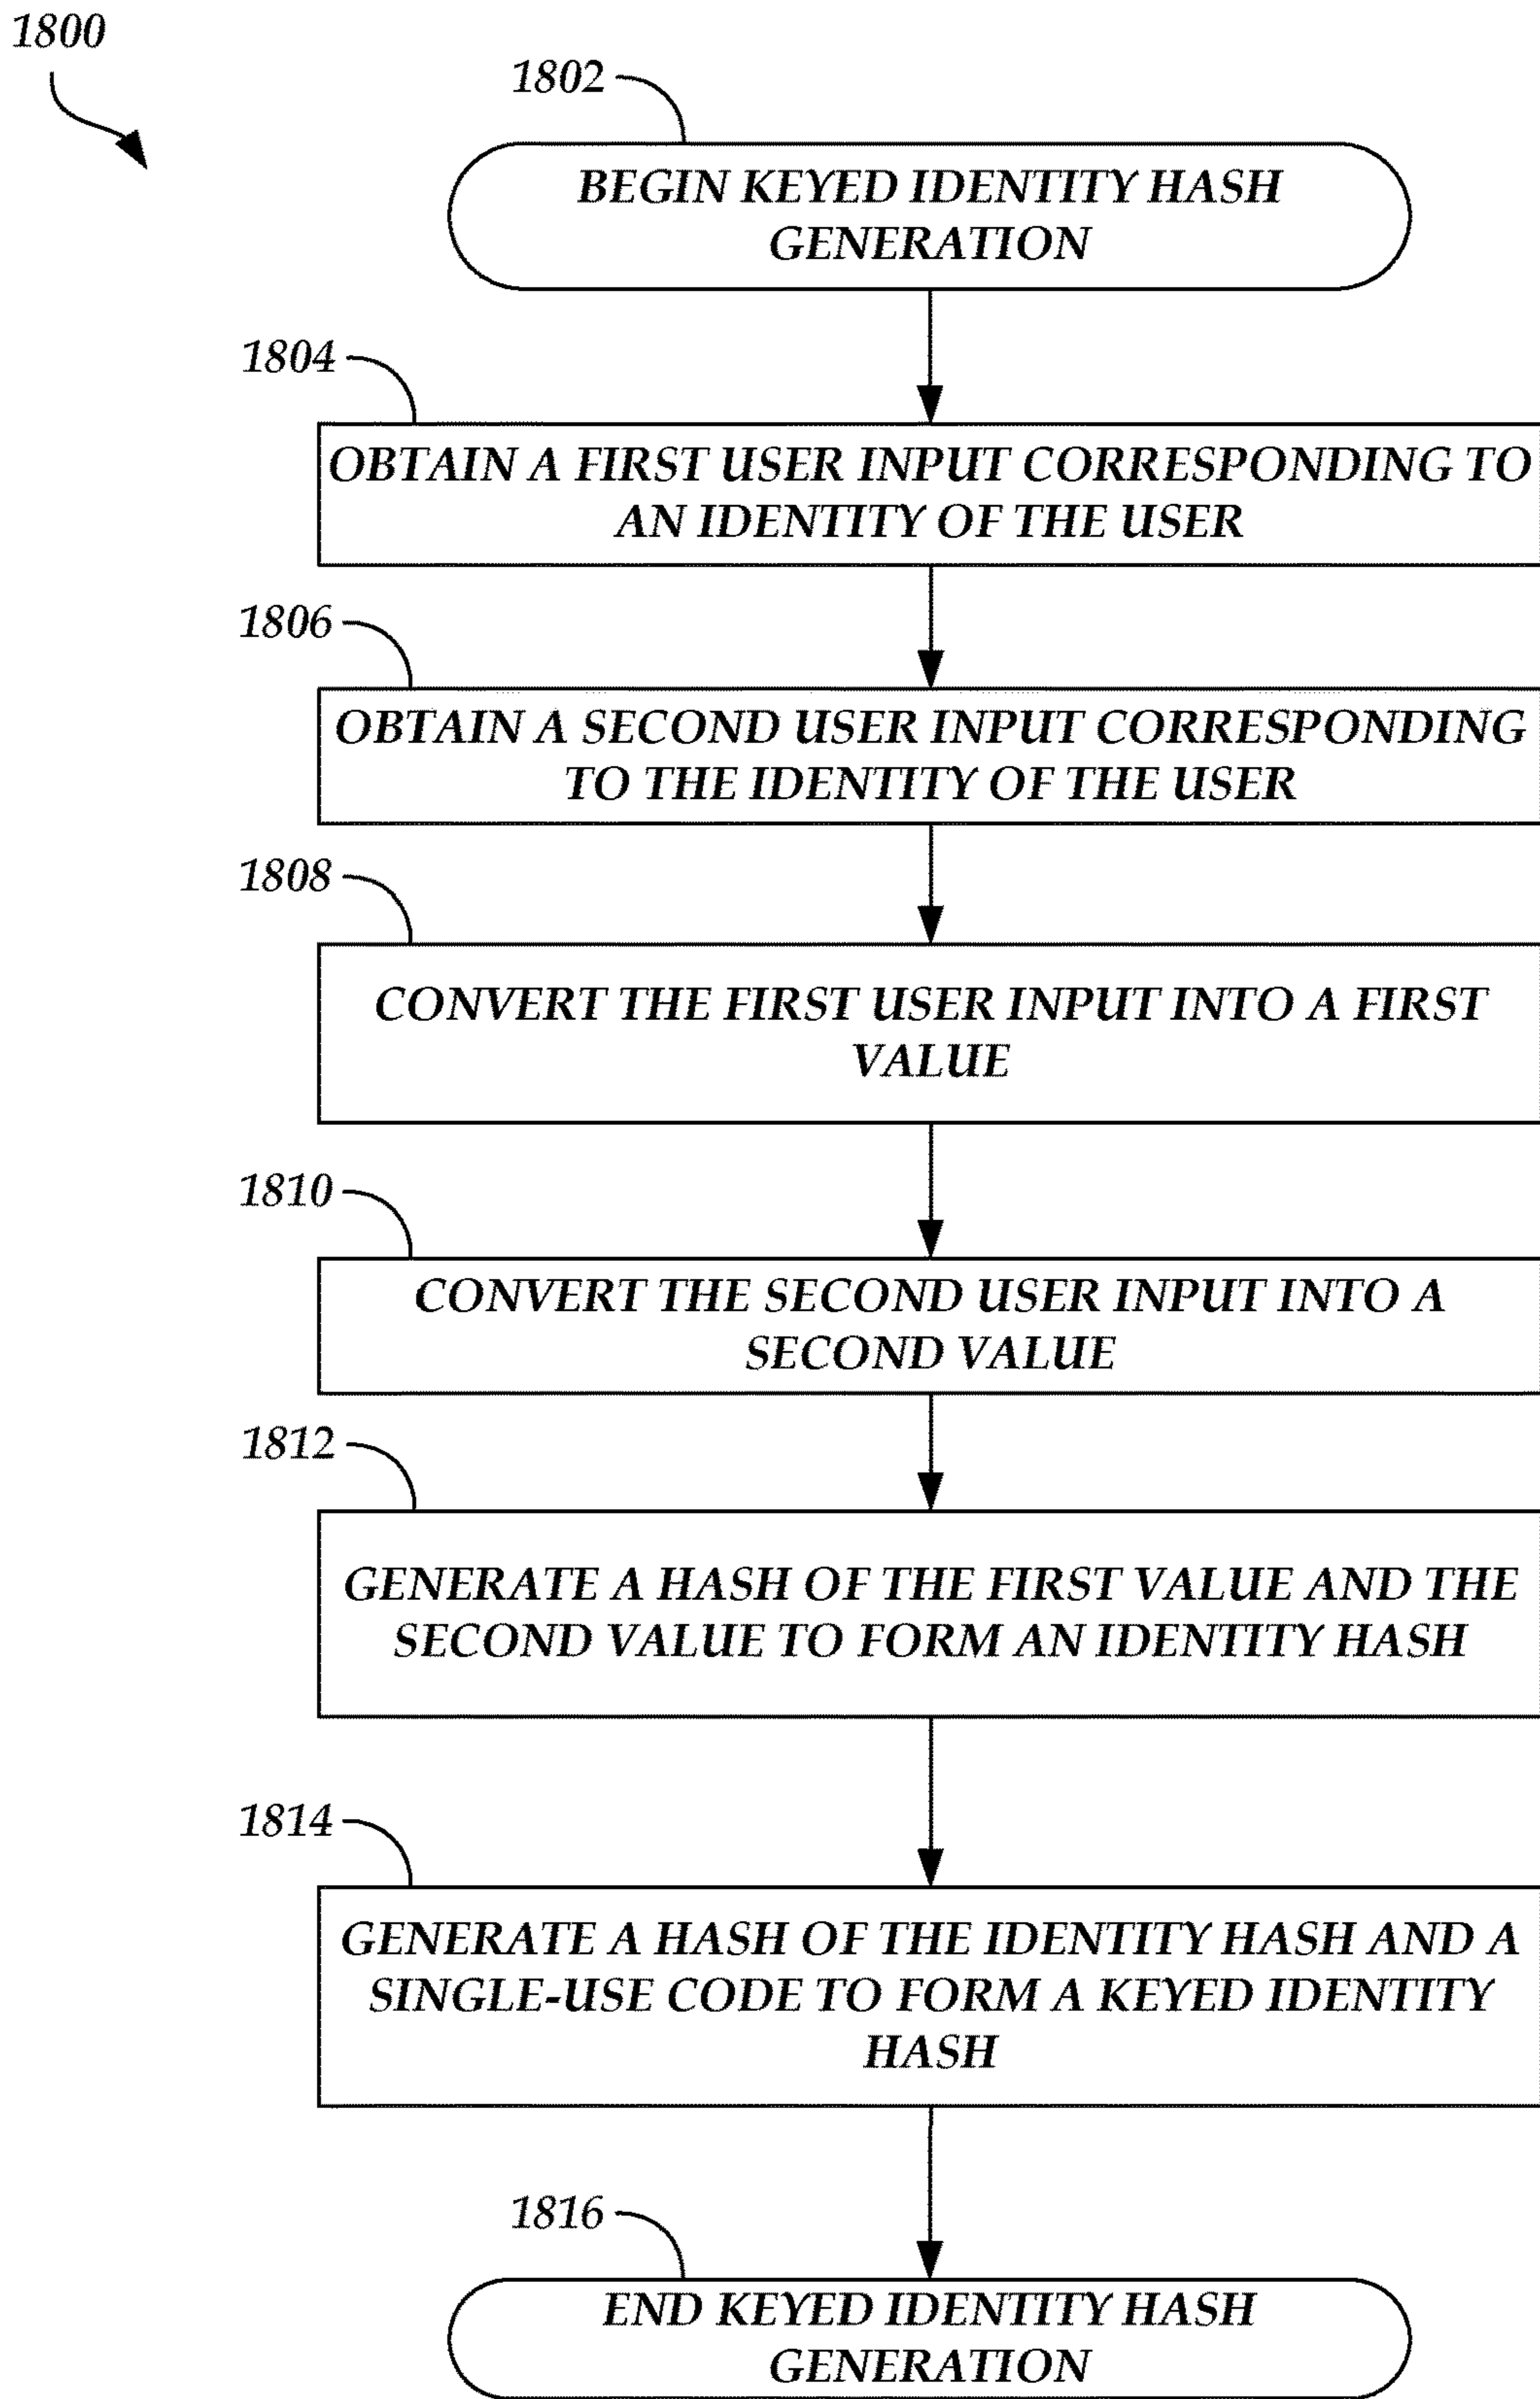 1800
1802
BEGIN KEYED IDENTITY HASH
GENERATION
1804
OBTAIN A FIRST USER INPUT CORRESPONDING TO
AN IDENTITY OF THE USER
1806
OBTAIN A SECOND USER INPUT CORRESPONDING
TO THE IDENTITY OF THE USER
1808
CONVERT THE FIRST USER INPUT INTO A FIRST
VALUE
1810
CONVERT THE SECOND USER INPUT INTO A
SECOND VALUE
1812
GENERATE A HASH OF THE FIRST VALUE AND THE
SECOND VALUE TO FORM AN IDENTITY HASH
1814
GENERATE A HASH OF THE IDENTITY HASH AND A
SINGLE-USE CODE TO FORM A KEYED IDENTITY
HASH
1816
END KEYED IDENTITY HASH
GENERATION